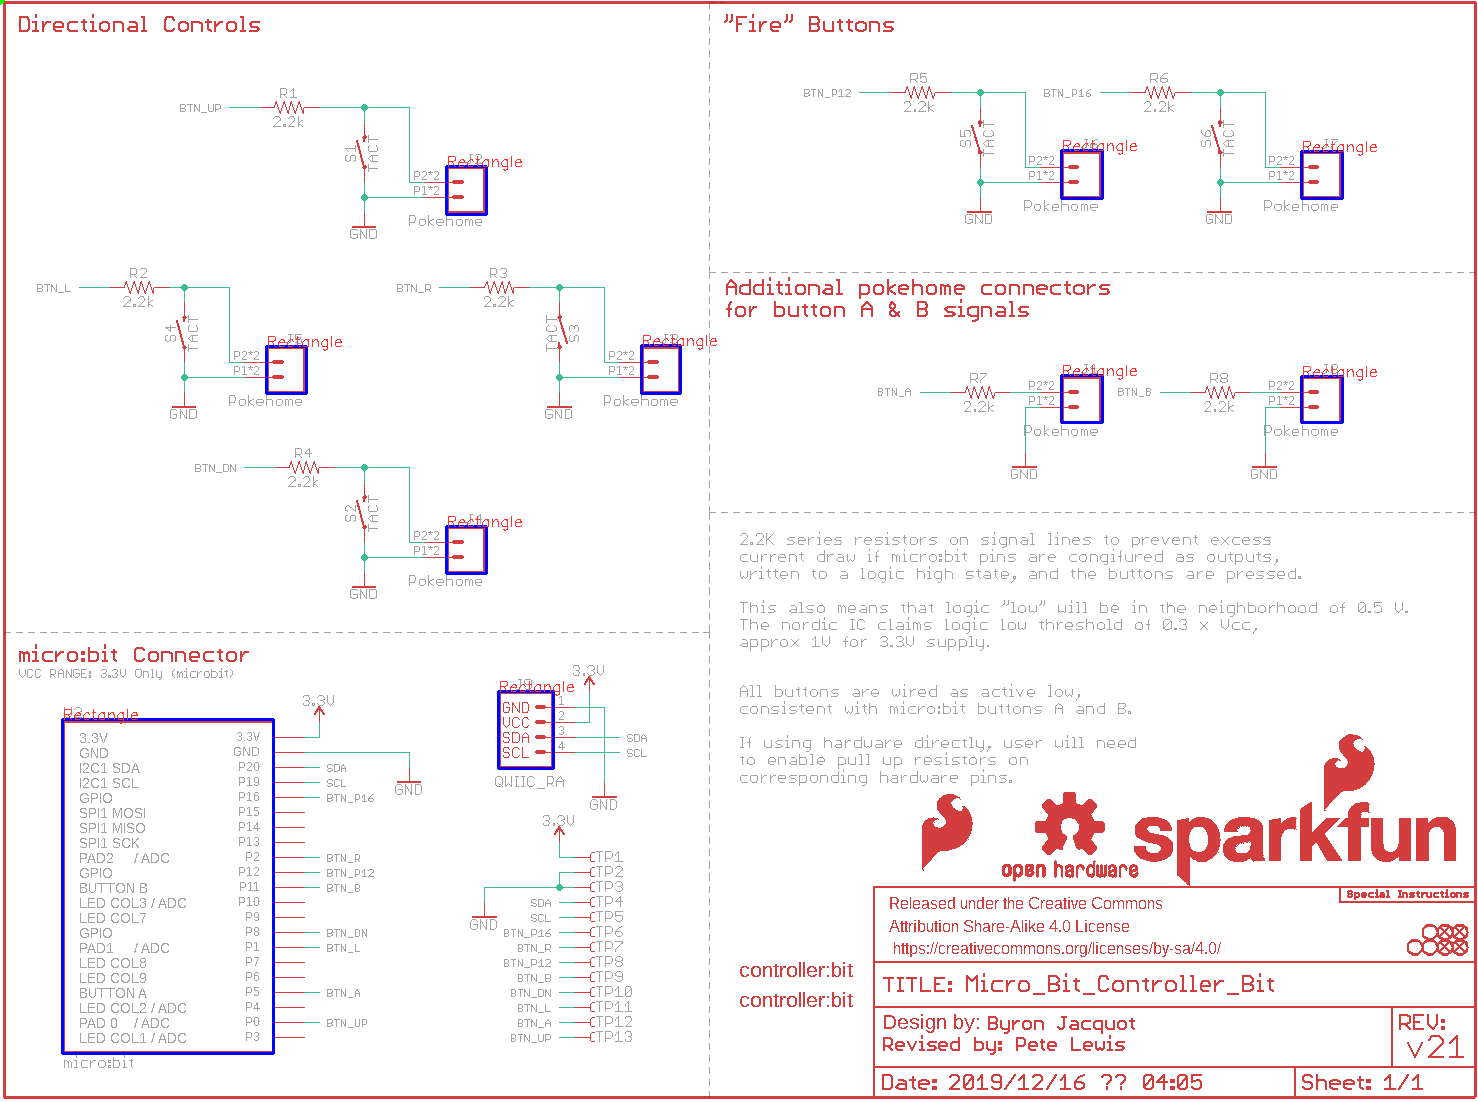 Directional Controls
BTN_UP
R1
2.2k
S1
TACT
Rectangle
P2*2
P1*2
Pokehome
GND
BTN_L
R2
2.2k
S4
TACT
Rectangle
P2*2
P1*2
Pokehome
GND
BTN_R
R3
2.2k
TACT
S3
Rectangle
P2*2
P1*2
Pokehome
GND
BTN_DN
R4
2.2k
S2
TACT
Rectangle
P2*2
P1*2
Pokehome
GND
"Fire" Buttons
BTN_P12
R5
2.2k
S5
TACT
Rectangle
P2*2
P1*2
Pokehome
GND
BTN_P16
R6
2.2k
S6
TACT
Rectangle
P2*2
P1*2
Pokehome
GND
Additional pokehome connectors
for button A & B signals
BTN_A
R7
2.2k
Rectangle
P2*2
P1*2
Pokehome
GND
BTN_B
R8
2.2k
Rectangle
P2*2
P1*2
Pokehome
GND
2.2K series resistors on signal lines to prevent excess
current draw if micro:bit pins are congifured as outputs,
written to a logic high state, and the buttons are pressed.
This also means that logic "low" will be in the neighborhood of 0.5 V.
The nordic IC claims logic low threshold of 0.3 x Vcc,
approx 1V for 3.3V supply.
All buttons are wired as active low,
consistent with micro:bit buttons A and B.
If using hardware directly, user will need
to enable pull up resistors on
corresponding hardware pins.
micro:bit Connector
VCC RANGE: 3.3V Only (microbit)
Rectangle
3.3V
3.3V 3.3V
GND GND
I2C1 SDA P20 SDA
I2C1 SCL P19 SCL
GPIO P16 BTN_P16
SPI1 MOSI P15
SPI1 MISO P14
SPI1 SCK P13
PAD2 / ADC P2 BTN_R
GPIO P12 BTN_P12
BUTTON B P11 BTN_B
LED COL3 / ADC P10
LED COL7 P9
GPIO P8 BTN_DN
PAD1 / ADC P1 BTN_L
LED COL8 P7
LED COL9 P6
BUTTON A P5 BTN_A
LED COL2 / ADC P4
PAD 0 / ADC P0 BTN_UP
LED COL1 / ADC P3
micro:bit
GND
3.3V
Rectangle
GND 1
VCC 2
SDA 3 SDA
SCL 4 SCL
QWIIC_RA
GND
3.3V
TP1
TP2
TP3
GND
SDA TP4
SCL TP5
BTN_P16 TP6
BTN_R TP7
BTN_P12 TP8
BTN_B TP9
BTN_DN TP10
BTN_L TP11
BTN_A TP12
BTN_UP TP13
open hardware
sparkfun
controller:bit
controller:bit
Special Instructions
Released under the Creative Commons
Attribution Share-Alike 4.0 License
https://creativecommons.org/licenses/by-sa/4.0/
TITLE: Micro_Bit_Controller_Bit
Design by: Byron Jacquot
Revised by: Pete Lewis
REV:
v21
Date: 2019/12/16 ?? 04:05
Sheet: 1/1